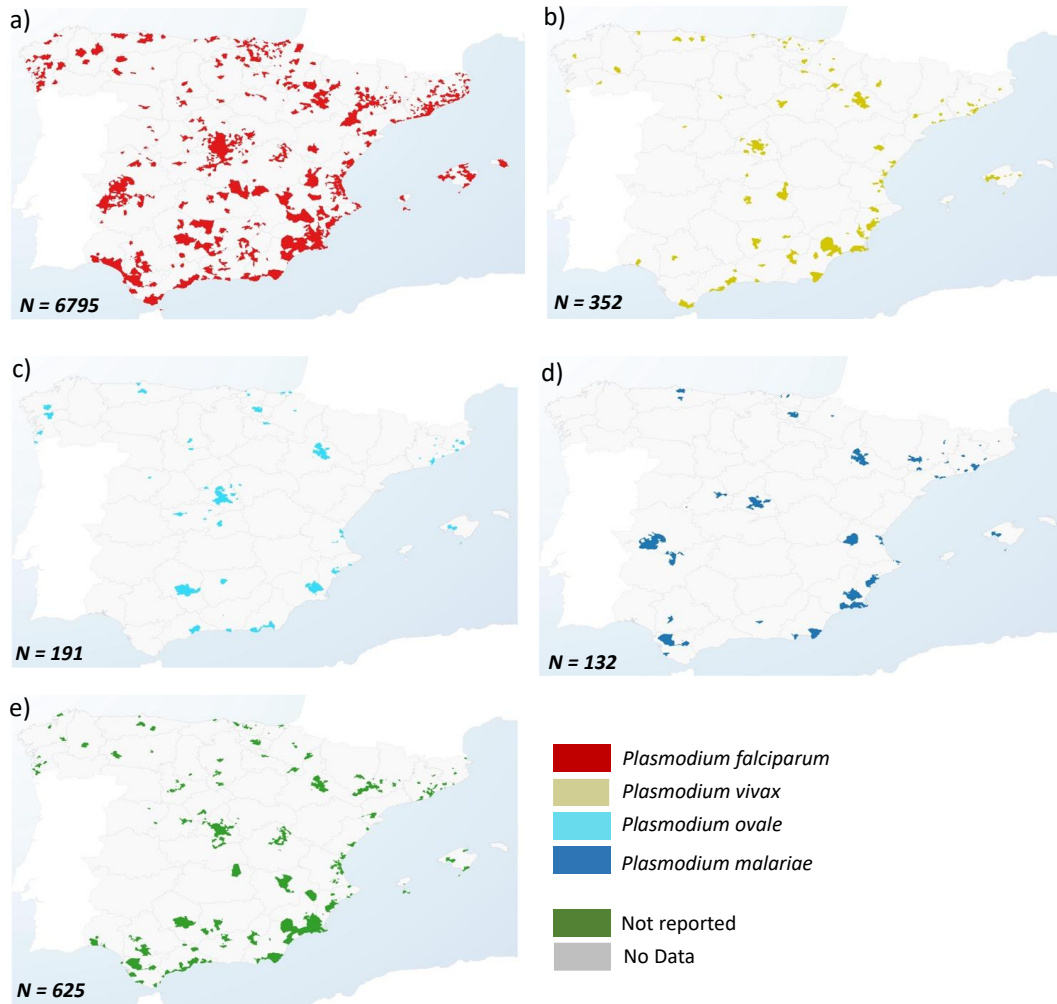 a)
b)
N = 6795
N = 352
c)
d)
N = 191
N = 132
e)
Plasmodium falciparum
Plasmodium vivax
Plasmodium ovale
Plasmodium malariae
Not reported
No Data
N = 625